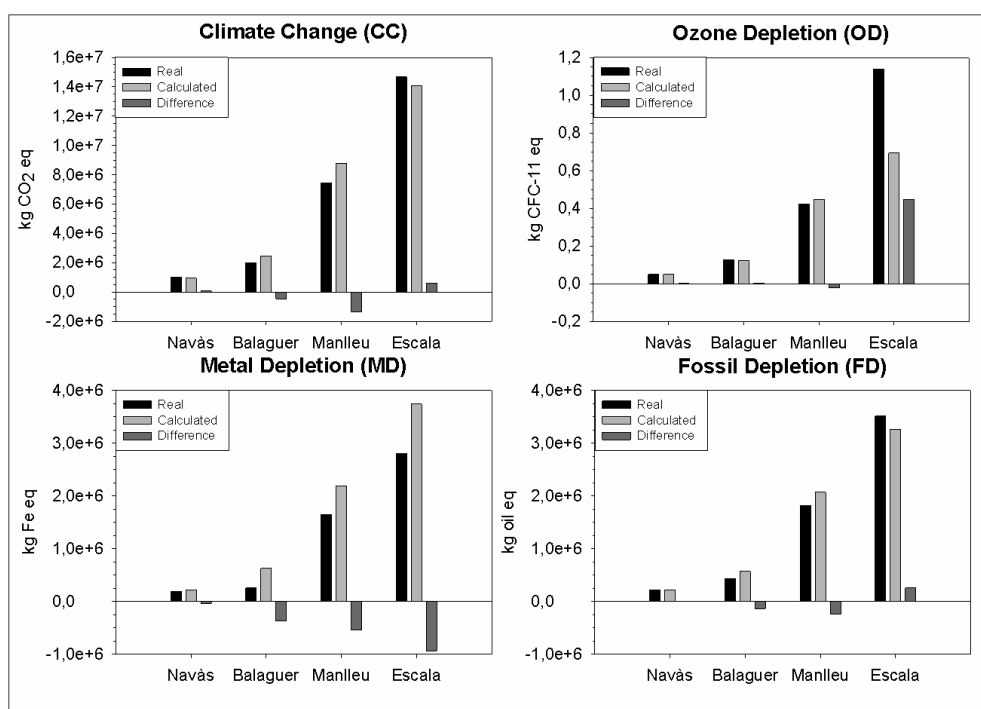 Climate Change (CC)
kg CO2 eq
1,6e+7
1,4e+7
1,2e+7
1,0e+7
8,0e+6
6,0e+6
4,0e+6
2,0e+6
0,0
-2,0e+6
Real
Calculated
Difference
Navàs Balaguer Manlleu Escala
Ozone Depletion (OD)
kg CFC-11 eq
1,2
1,0
0,8
0,6
0,4
0,2
0,0
-0,2
Real
Calculated
Difference
Navàs Balaguer Manlleu Escala
Metal Depletion (MD)
kg Fe eq
4,0e+6
3,0e+6
2,0e+6
1,0e+6
0,0
-1,0e+6
Real
Calculated
Difference
Navàs Balaguer Manlleu Escala
Fossil Depletion (FD)
kg oil eq
4,0e+6
3,0e+6
2,0e+6
1,0e+6
0,0
-1,0e+6
Real
Calculated
Difference
Navàs Balaguer Manlleu Escala